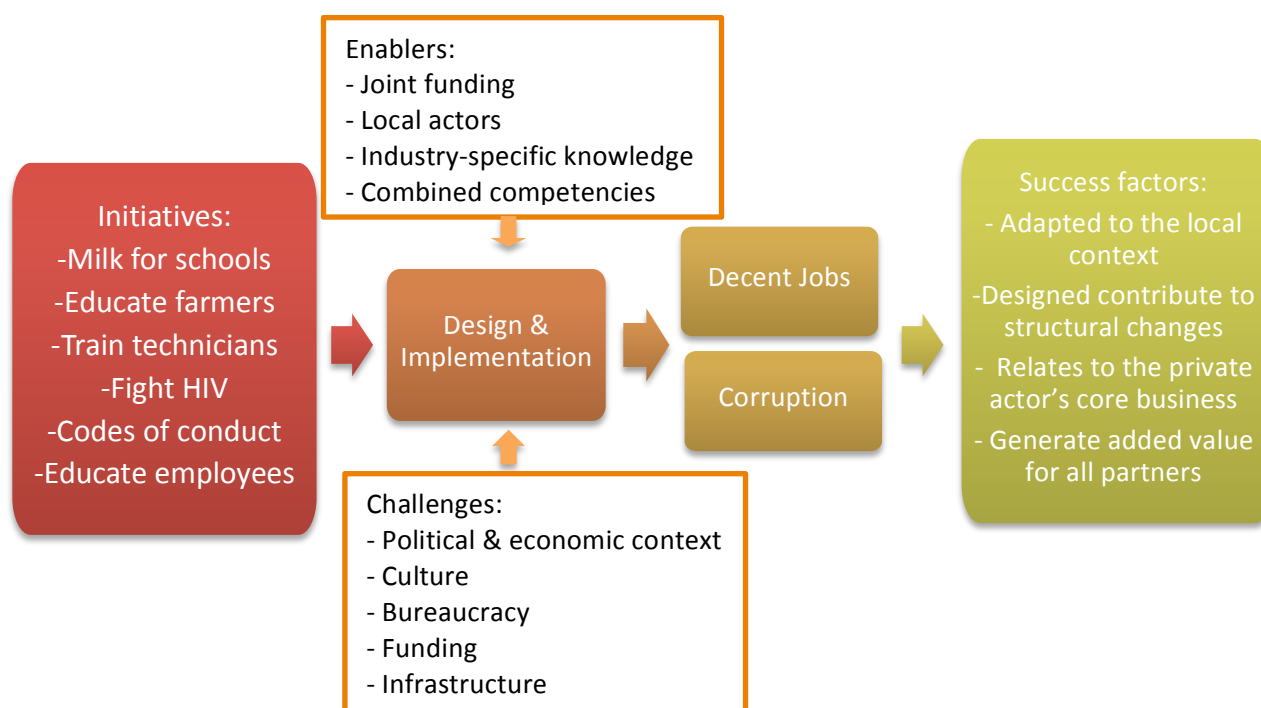 Enablers:
- Joint funding
- Local actors
- Industry-specific knowledge
- Combined competencies
Initiatives:
-Milk for schools
-Educate farmers
-Train technicians
-Fight HIV
-Codes of conduct
-Educate employees
Design &
Implementation
Decent Jobs
Corruption
Success factors:
- Adapted to the local
context
-Designed contribute to
structural changes
- Relates to the private
actor's core business
- Generate added value
for all partners
Challenges:
- Political & economic context
- Culture
- Bureaucracy
- Funding
- Infrastructure